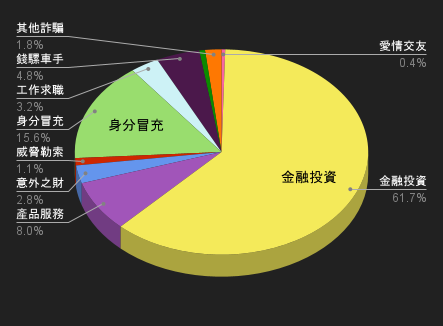 其他詐騙
1.8%
錢騾車手
4.8%
工作求職
3.2%
身分冒充
15.6%
威脅勒索
1.1%
意外之財
2.8%
產品服務
8.0%
身分冒充
金融投資
愛情交友
0.4%
金融投資
61.7%